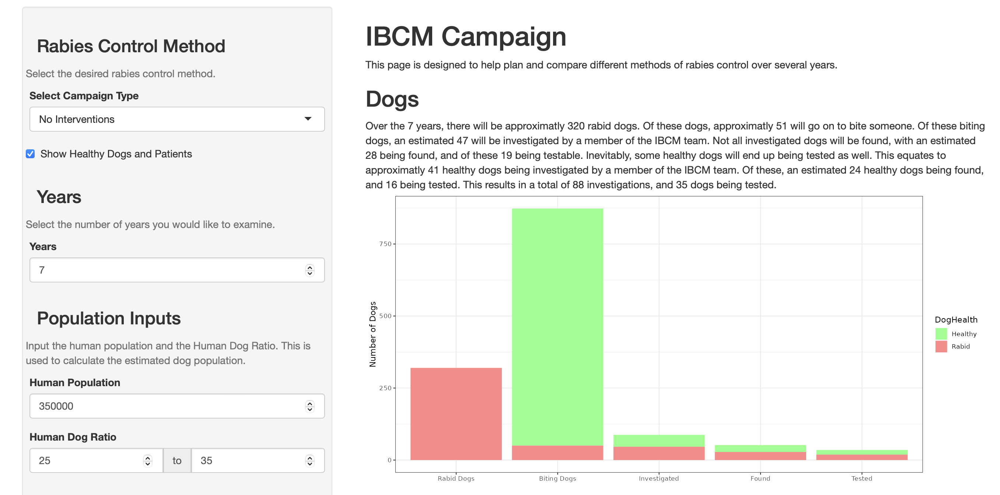 Rabies Control Method
Select the desired rabies control method.
Select Campaign Type
No Interventions
Show Healthy Dogs and Patients
Years
Select the number of years you would like to examine.
Years
7
Population Inputs
Input the human population and the Human Dog Ratio. This is
used to calculate the estimated dog population.
Human Population
350000
Human Dog Ratio
25 to 35
IBCM Campaign
This page is designed to help plan and compare different methods of rabies control over several years.
Dogs
Over the 7 years, there will be approximatly 320 rabid dogs. Of these dogs, approximatly 51 will go on to bite someone. Of these biting
dogs, an estimated 47 will be investigated by a member of the IBCM team. Not all investigated dogs will be found, with an estimated
28 being found, and of these 19 being testable. Inevitably, some healthy dogs will end up being tested as well. This equates to
approximatly 41 healthy dogs being investigated by a member of the IBCM team. Of these, an estimated 24 healthy dogs being found,
and 16 being tested. This results in a total of 88 investigations, and 35 dogs being tested.
Number of Dogs
750
500
250
0
Rabid Dogs Biting Dogs Investigated Found Tested
DogHealth
Healthy
Rabid